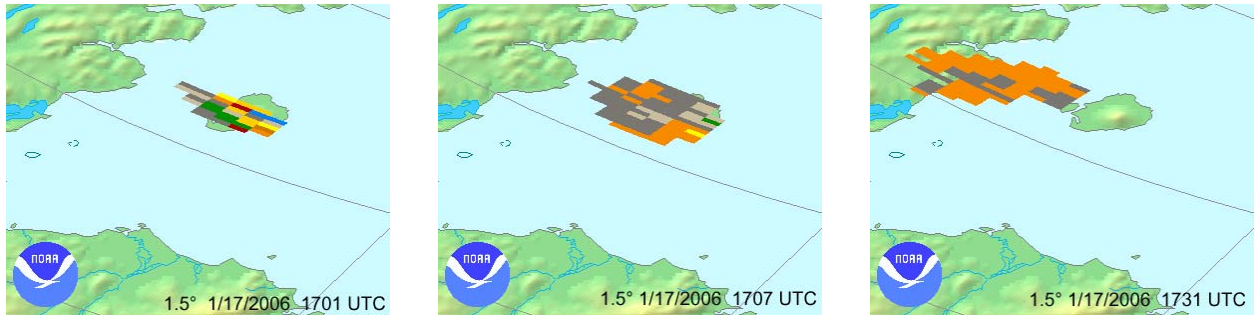 NOAA
1.5° 1/17/2006 1701 UTC
NOAA
1.5° 1/17/2006 1707 UTC
NOAA
1.5° 1/17/2006 1731 UTC